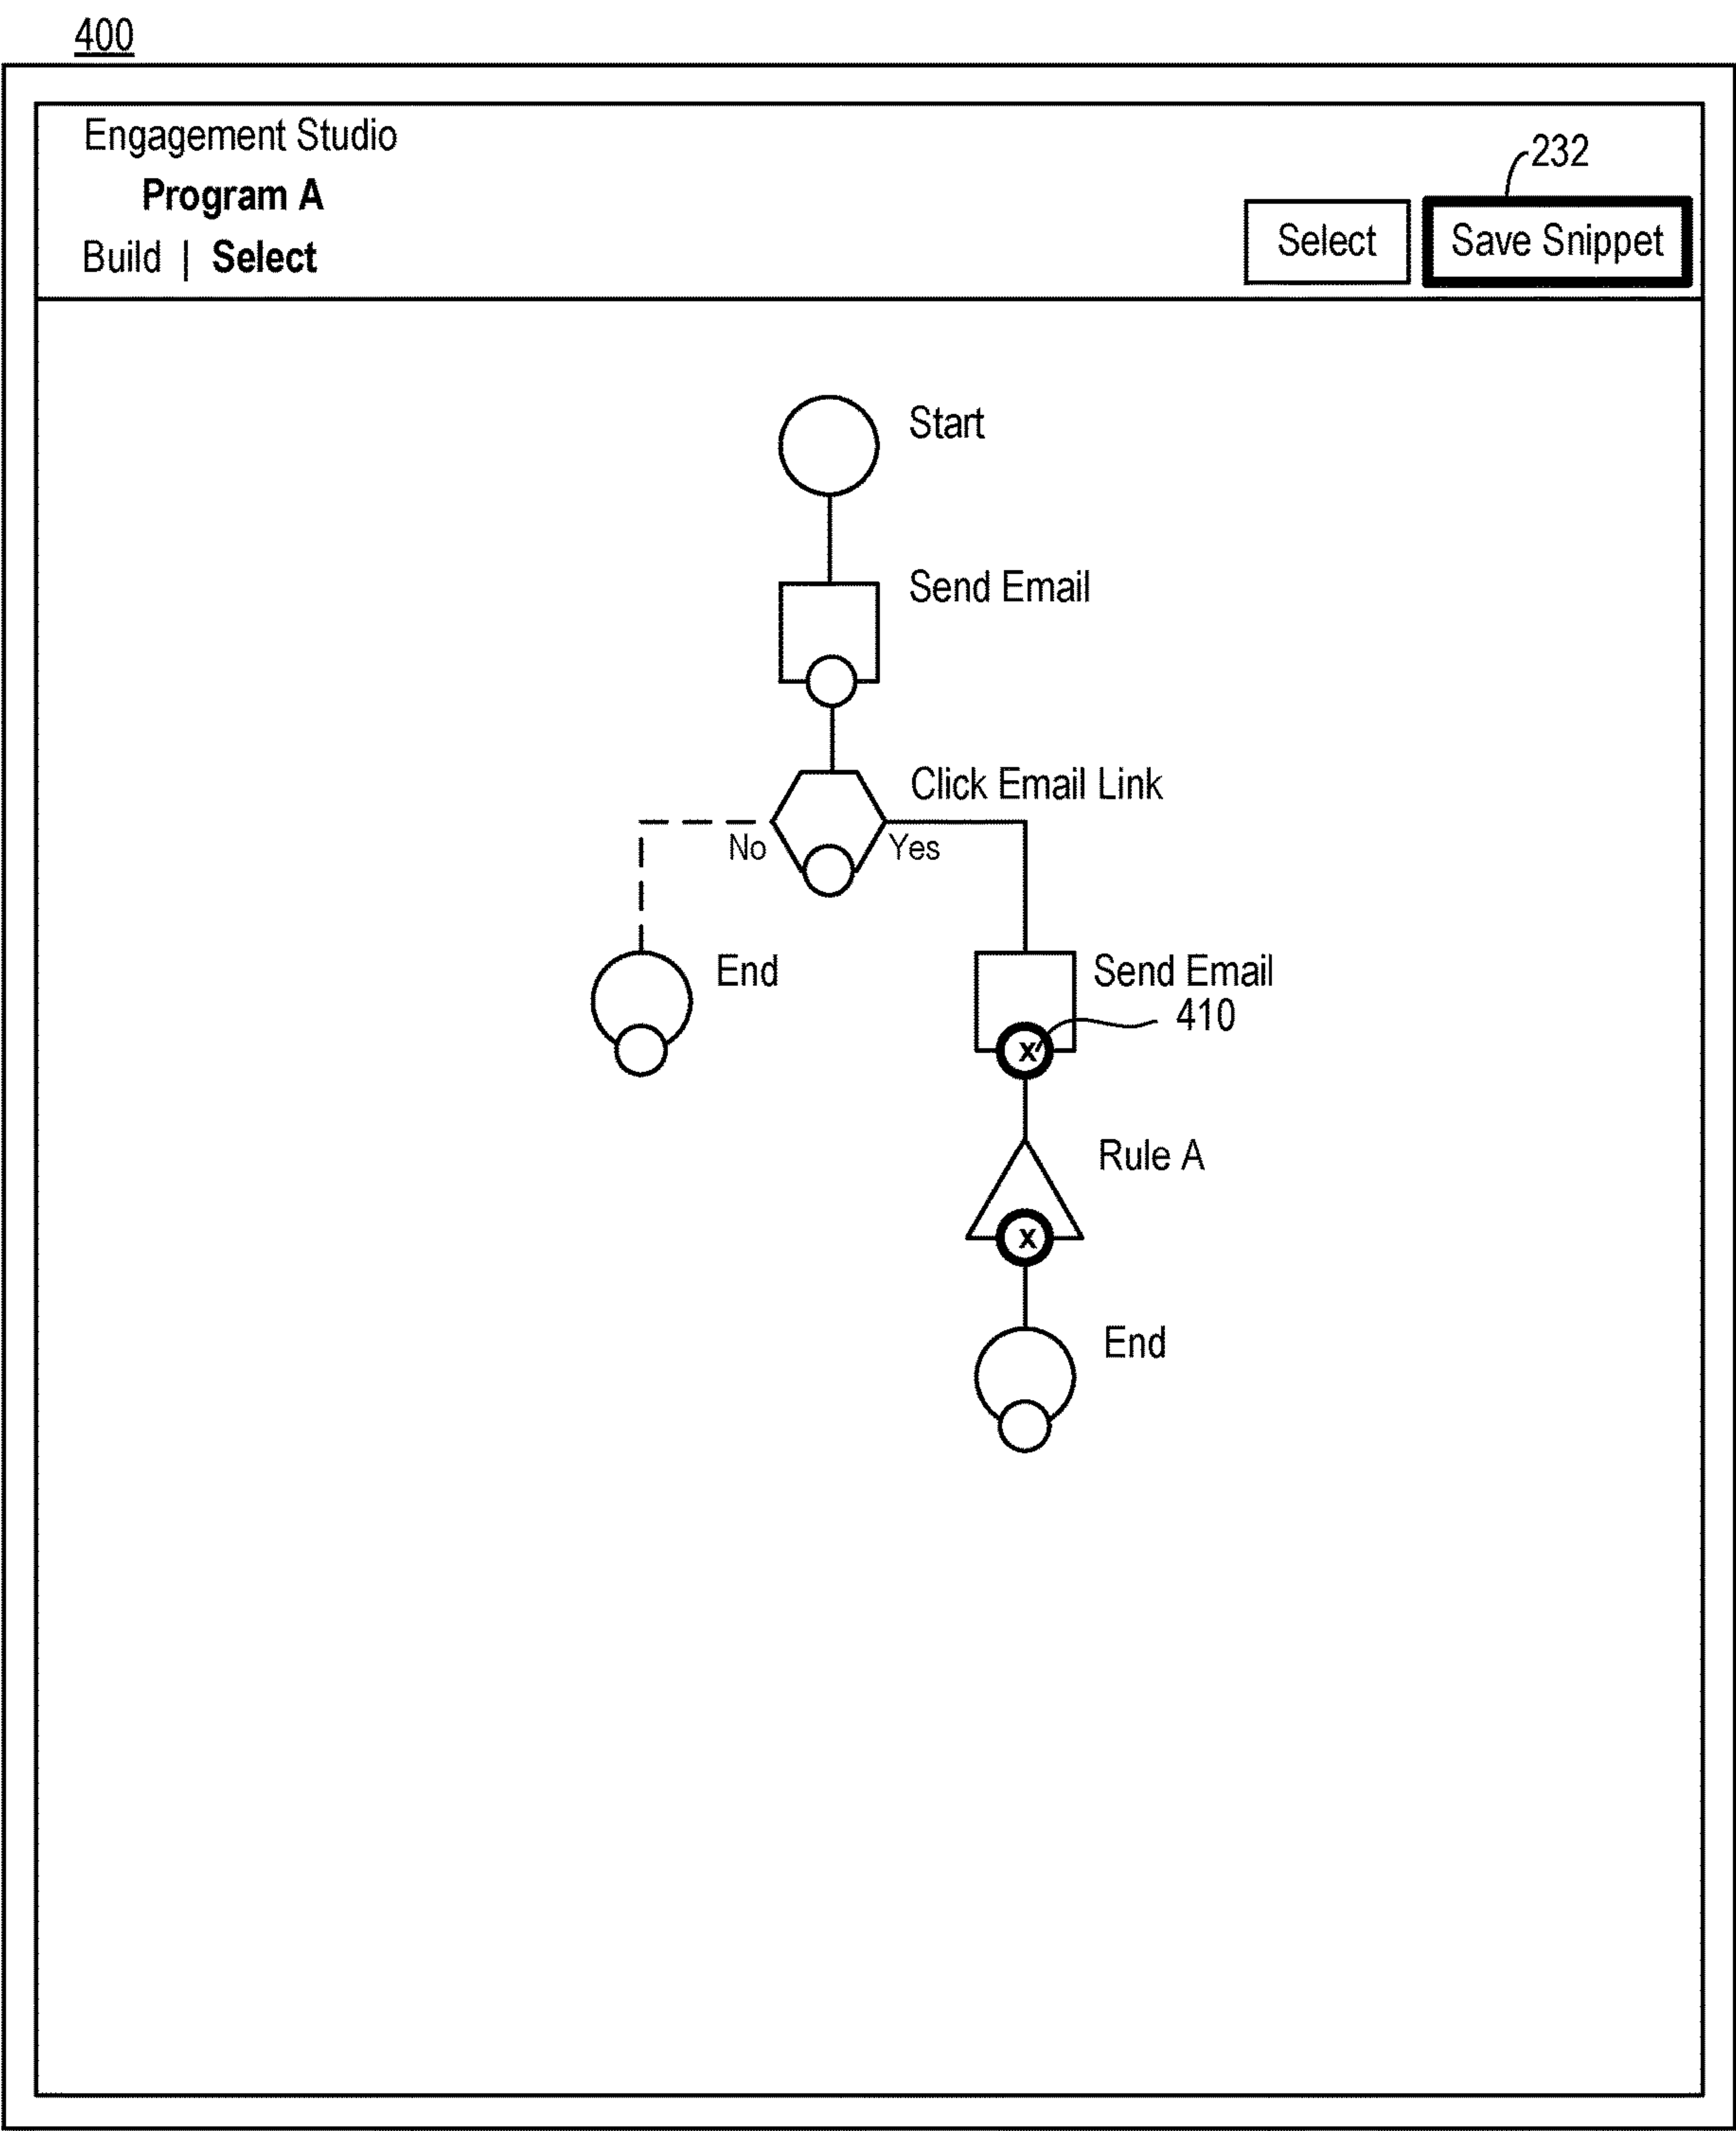 400
Engagement Studio
Program A
Build | Select
232
Select
Save Snippet
Start
Send Email
Click Email Link
No
Yes
End
Send Email
410
x
Rule A
x
End